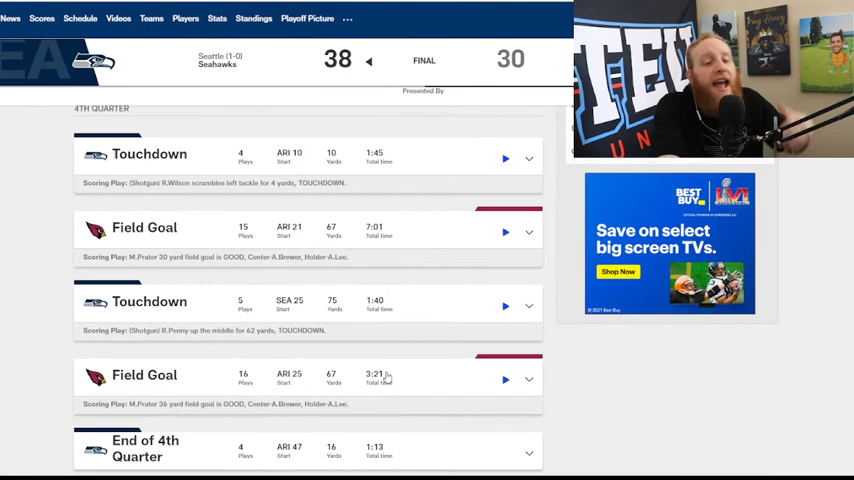 News Scores Schedule Videos Teams Players Stats Standings Playoff Picture ...
Seattle (1-0)
Seahawks
38
FINAL
30
Presented By
4TH QUARTER
Touchdown
4 Plays
ARI 10 Start
10 Yards
1:45 Total time
Scoring Play: (Shotgun) R.Wilson scrambles left tackle for 4 yards, TOUCHDOWN.
Field Goal
15 Plays
ARI 21 Start
67 Yards
7:01 Total time
Scoring Play: M.Prater 30 yard field goal is GOOD, Center-A.Brewer, Holder-A.Lee.
Touchdown
5 Plays
SEA 25 Start
75 Yards
1:40 Total time
Scoring Play: (Shotgun) R.Penny up the middle for 62 yards, TOUCHDOWN.
Field Goal
16 Plays
ARI 25 Start
67 Yards
3:21 Total time
Scoring Play: M.Prater 36 yard field goal is GOOD, Center-A.Brewer, Holder-A.Lee.
End of 4th
Quarter
4 Plays
ARI 47 Start
16 Yards
1:13 Total time
BEST
BUY
LVI
Save on select
big screen TVs.
Shop Now
© 2021 Best Buy